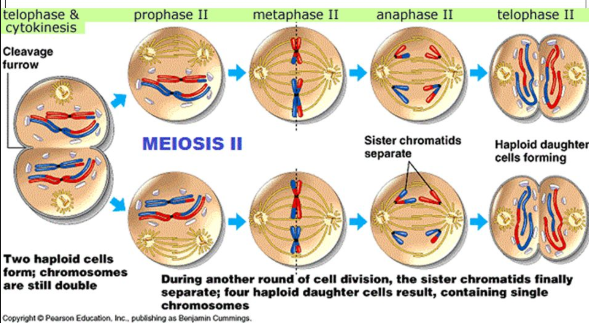 telophase &
cytokinesis
prophase II
metaphase II
anaphase II
telophase II
Cleavage
furrow
MEIOSIS II
Sister chromatids
separate
Haploid daughter
cells forming
Two haploid cells
form; chromosomes
are still double
During another round of cell division, the sister chromatids finally
separate; four haploid daughter cells result, containing single
chromosomes
Copyright © Pearson Education, Inc., publishing as Benjamin Cummings.